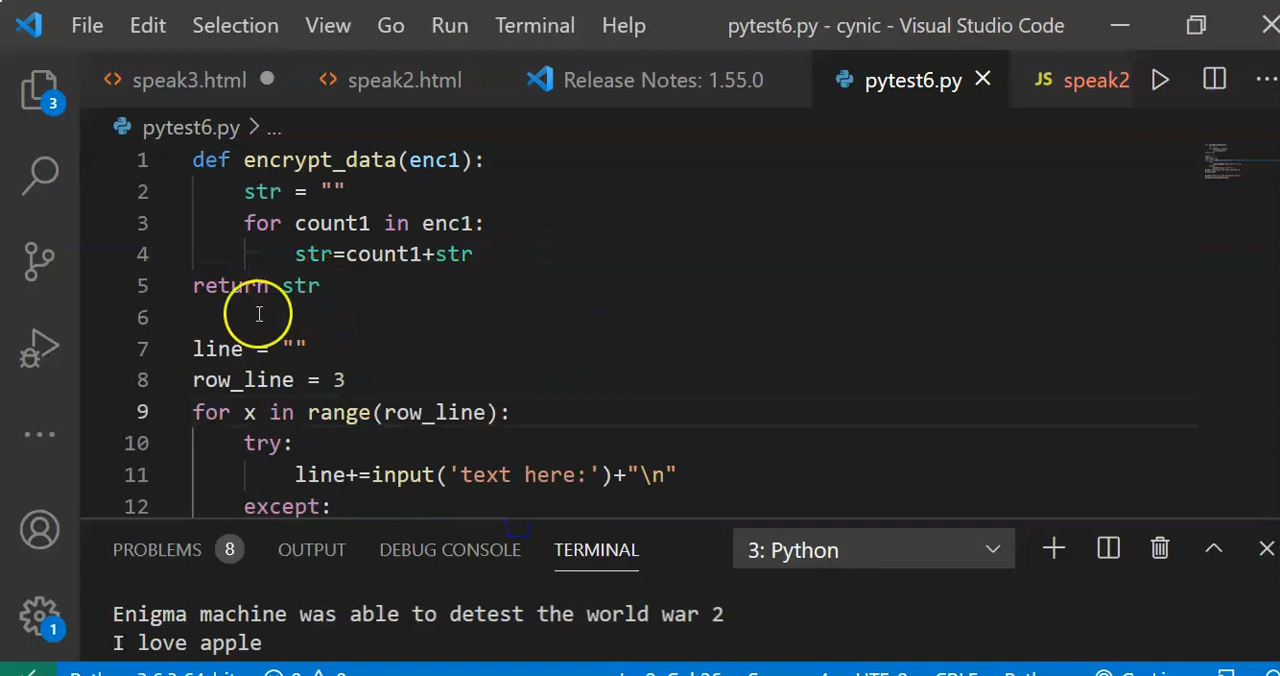 File Edit Selection View Go Run Terminal Help pytest6.py - cynic - Visual Studio Code
speak3.html speak2.html Release Notes: 1.55.0 pytest6.py JS speak2
3
pytest6.py > ...
1 def encrypt_data(enc1):
2 str = ""
3 for count1 in enc1:
4 str=count1+str
5 return str
6
7 line = ""
8 row_line = 3
9 for x in range(row_line):
10 try:
11 line+=input('text here:')+"\n"
12 except:
PROBLEMS 8 OUTPUT DEBUG CONSOLE TERMINAL 3: Python
Enigma machine was able to detest the world war 2
1
I love apple